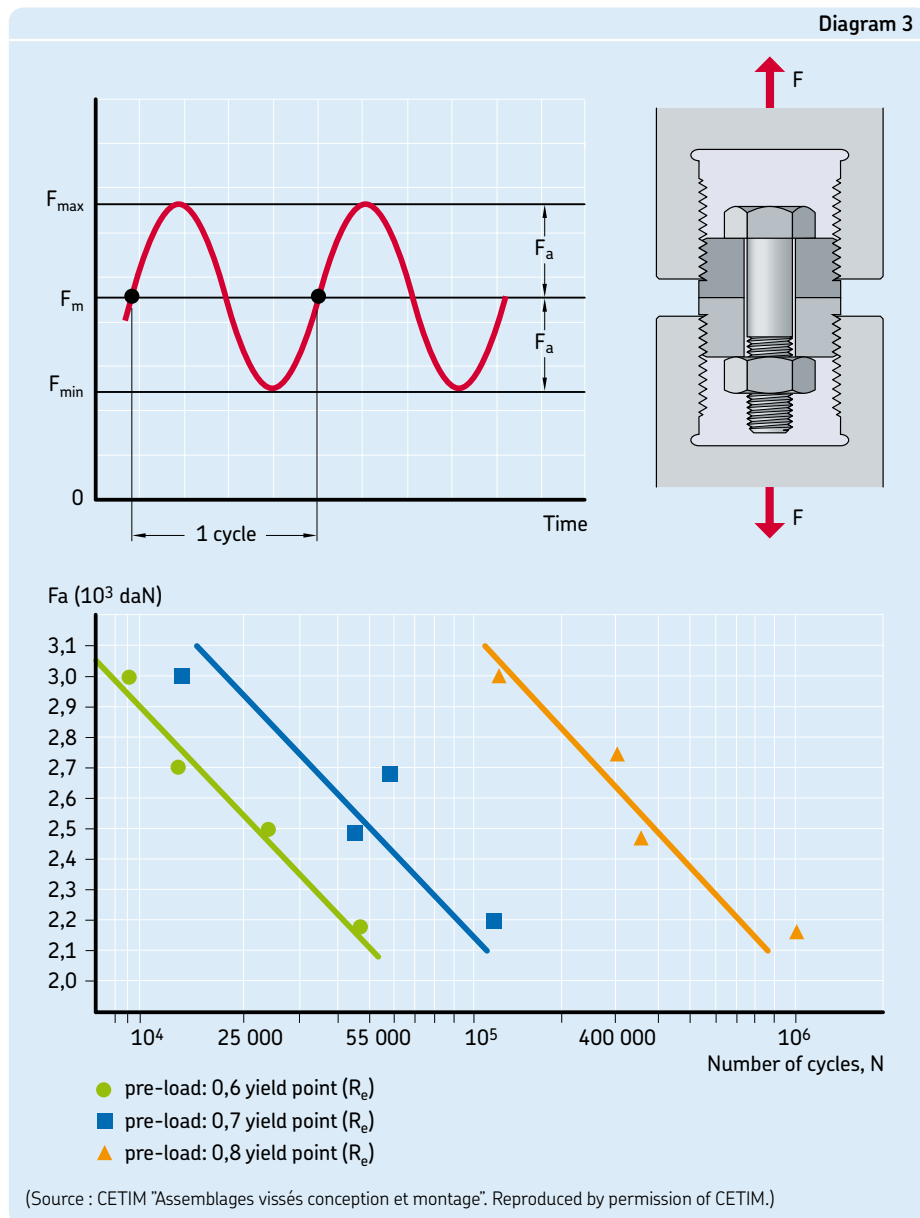 Diagram 3
F
Fmax
Fa
Fm
Fa
Fmin
0
1 cycle
Time
F
Fa (10³ daN)
3,1
3,0
2,9
2,8
2,7
2,6
2,5
2,4
2,3
2,2
2,1
2,0
10⁴ 25 000 55 000 10⁵ 400 000 10⁶
Number of cycles, N
pre-load: 0,6 yield point (Re)
pre-load: 0,7 yield point (Re)
pre-load: 0,8 yield point (Re)
(Source : CETIM "Assemblages vissés conception et montage". Reproduced by permission of CETIM.)